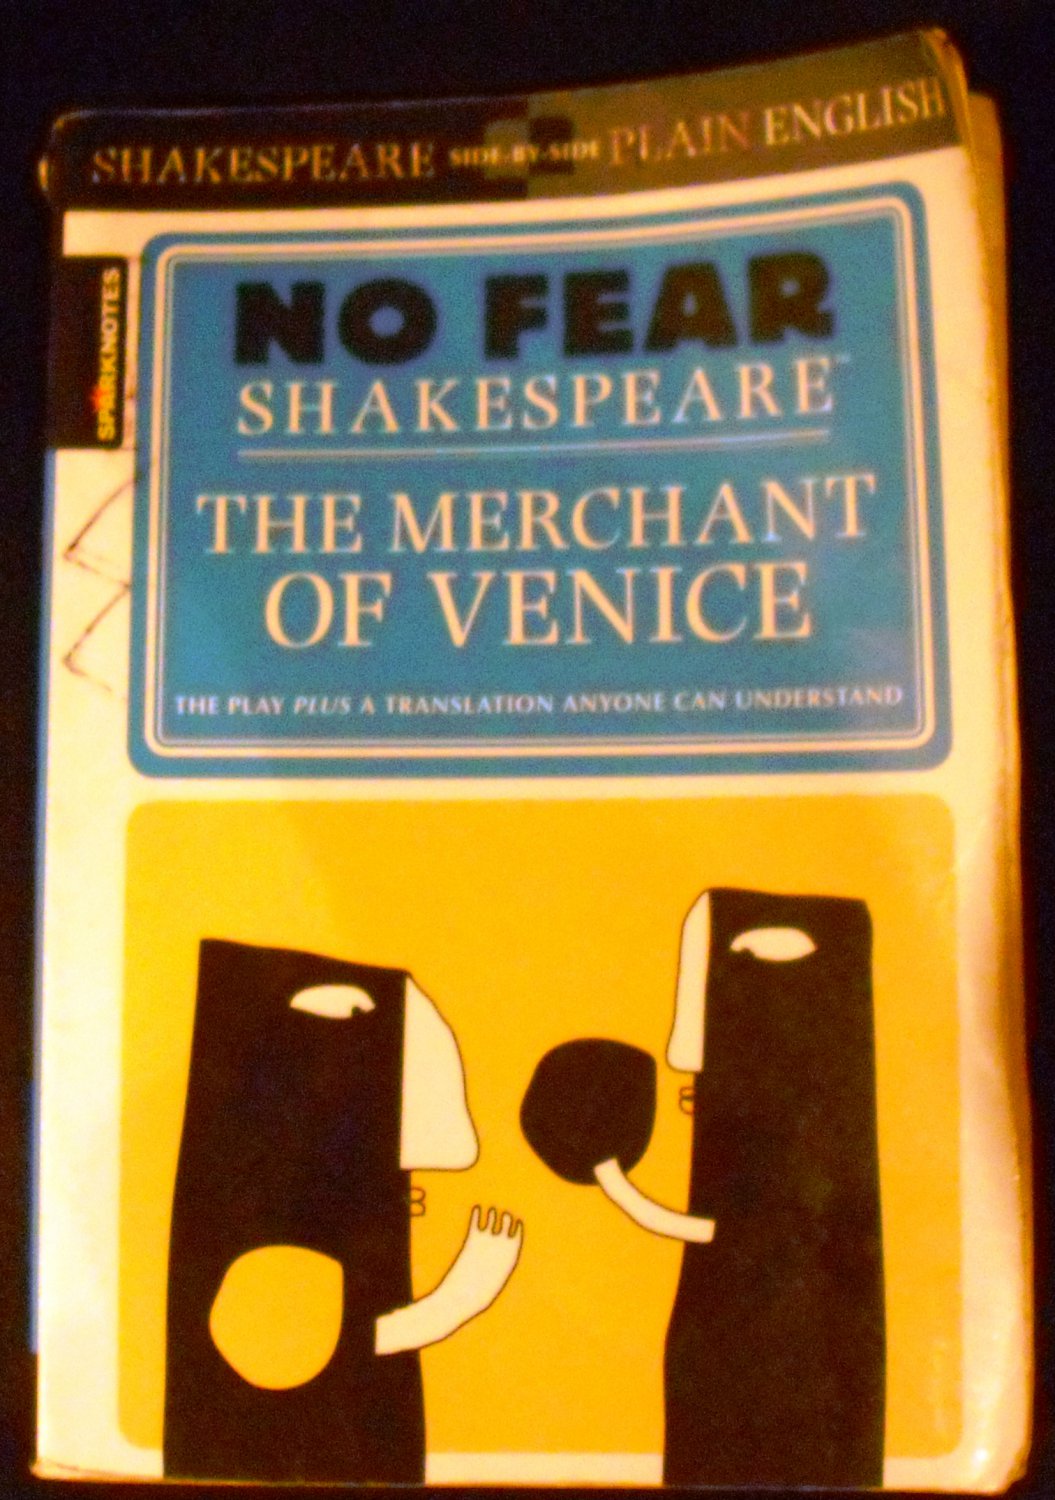 SHAKESPEARE SIDE-BY-SIDE PLAIN ENGLISH
SPARKNOTES
NO FEAR
SHAKESPEARE™
THE MERCHANT
OF VENICE
THE PLAY PLUS A TRANSLATION ANYONE CAN UNDERSTAND